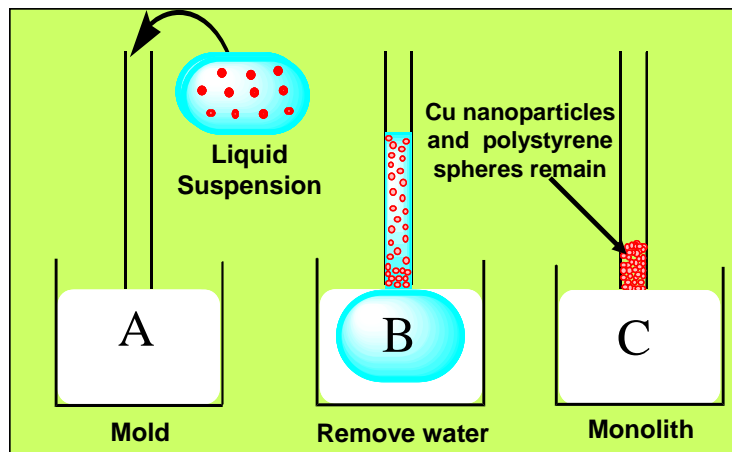 Cu nanoparticles
and polystyrene
spheres remain
Liquid
Suspension
A
B
C
Mold
Remove water
Monolith